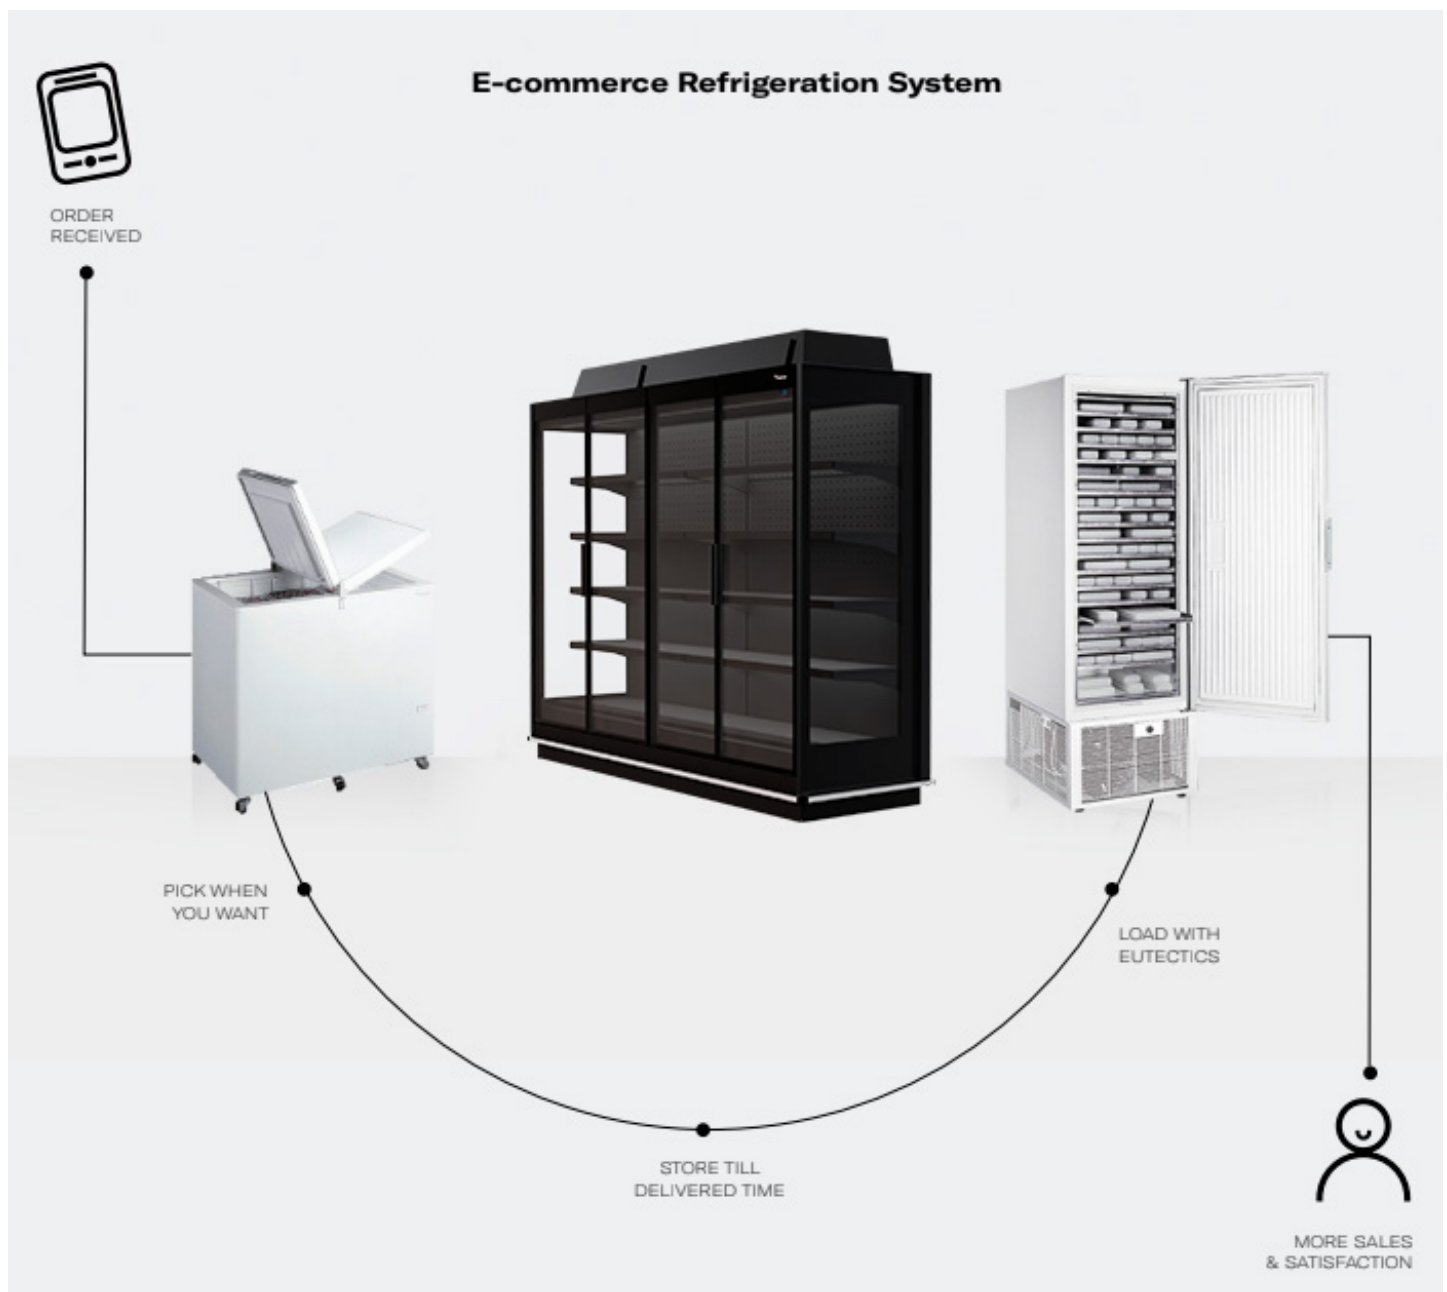 E-commerce Refrigeration System
ORDER
RECEIVED
PICK WHEN
YOU WANT
LOAD WITH
EUTECTICS
STORE TILL
DELIVERED TIME
MORE SALES
& SATISFACTION